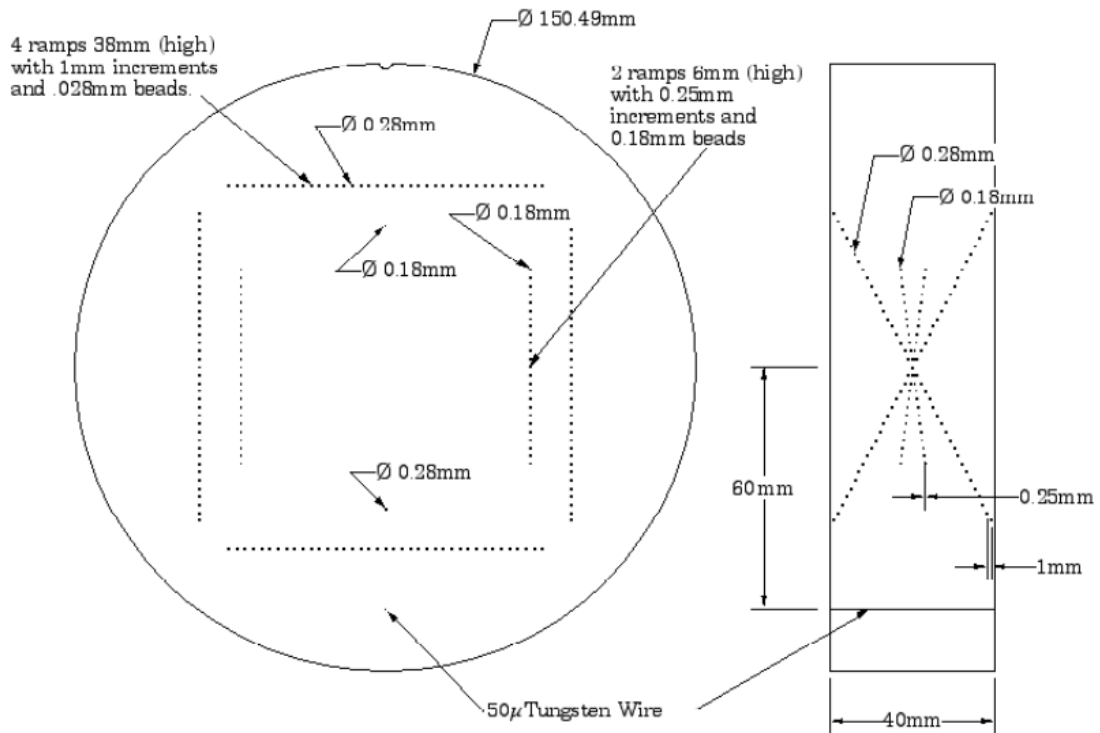 Ø 150.49mm
4 ramps 38mm (high)
with 1mm increments
and .028mm beads.
2 ramps 6mm (high)
with 0.25mm
increments and
0.18mm beads
Ø 0.28mm
Ø 0.28mm
Ø 0.18mm
Ø 0.18mm
Ø 0.18mm
Ø 0.28mm
60mm
0.25mm
1mm
50μ Tungsten Wire
40mm